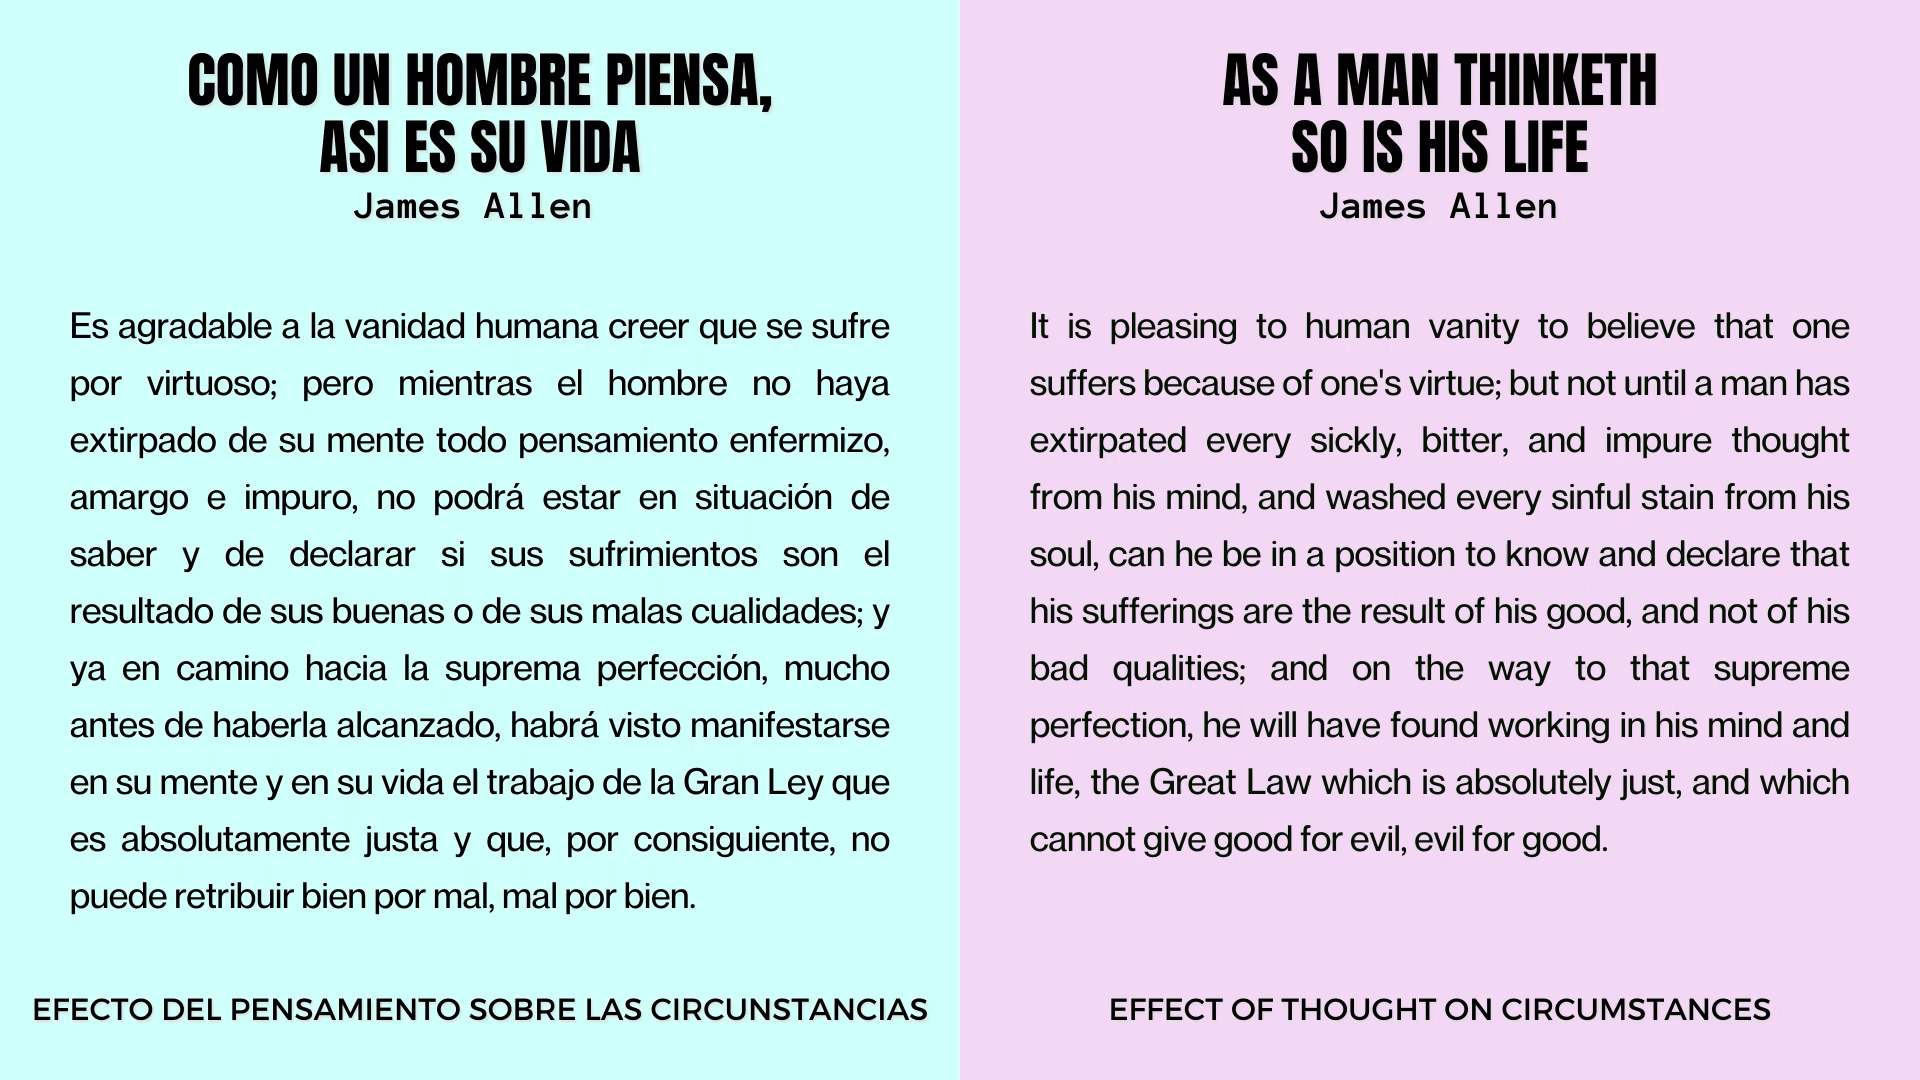 COMO UN HOMBRE PIENSA,
ASI ES SU VIDA
James Allen
Es agradable a la vanidad humana creer que se sufre
por virtuoso; pero mientras el hombre no haya
extirpado de su mente todo pensamiento enfermizo,
amargo e impuro, no podrá estar en situación de
saber y de declarar si sus sufrimientos son el
resultado de sus buenas o de sus malas cualidades; y
ya en camino hacia la suprema perfección, mucho
antes de haberla alcanzado, habrá visto manifestarse
en su mente y en su vida el trabajo de la Gran Ley que
es absolutamente justa y que, por consiguiente, no
puede retribuir bien por mal, mal por bien.
EFECTO DEL PENSAMIENTO SOBRE LAS CIRCUNSTANCIAS
AS A MAN THINKETH
SO IS HIS LIFE
James Allen
It is pleasing to human vanity to believe that one
suffers because of one's virtue; but not until a man has
extirpated every sickly, bitter, and impure thought
from his mind, and washed every sinful stain from his
soul, can he be in a position to know and declare that
his sufferings are the result of his good, and not of his
bad qualities; and on the way to that supreme
perfection, he will have found working in his mind and
life, the Great Law which is absolutely just, and which
cannot give good for evil, evil for good.
EFFECT OF THOUGHT ON CIRCUMSTANCES